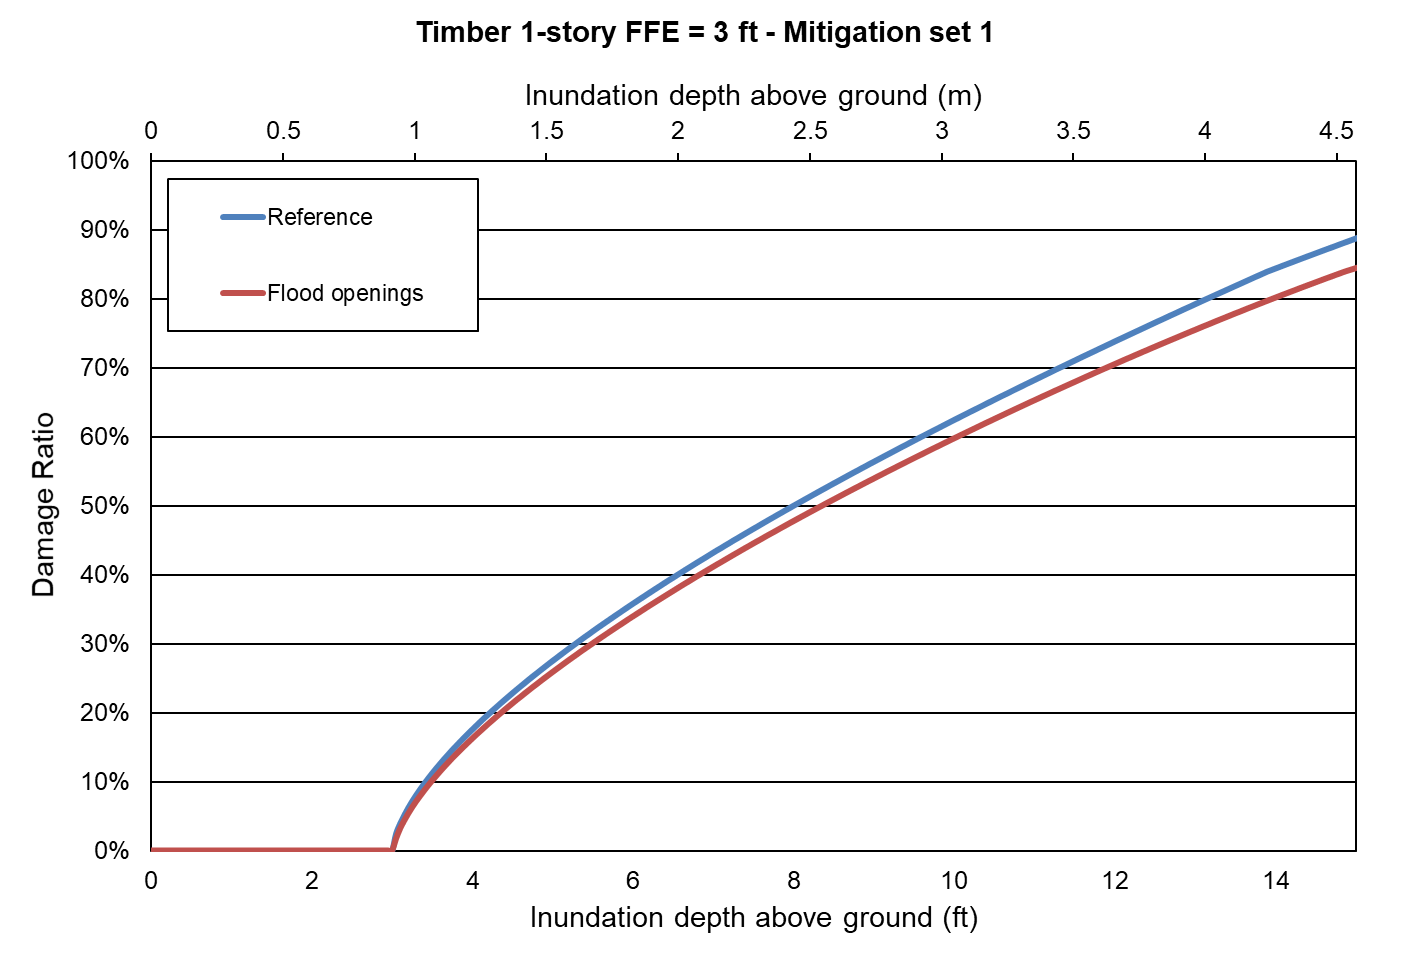 Timber 1-story FFE = 3 ft - Mitigation set 1
Inundation depth above ground (m)
0 0.5 1 1.5 2 2.5 3 3.5 4 4.5
100%
90%
80%
70%
60%
50%
40%
30%
20%
10%
0%
Reference
Flood openings
Damage Ratio
0 2 4 6 8 10 12 14
Inundation depth above ground (ft)